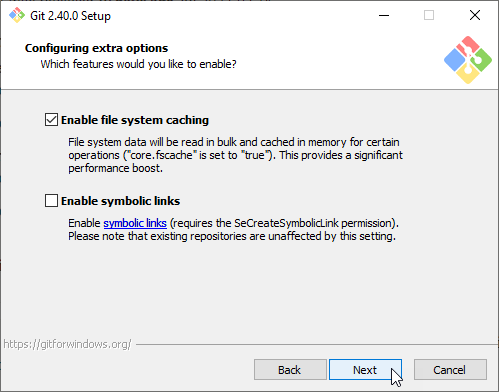 Git 2.40.0 Setup
Configuring extra options
Which features would you like to enable?
Enable file system caching
File system data will be read in bulk and cached in memory for certain
operations ("core.fscache" is set to "true"). This provides a significant
performance boost.
Enable symbolic links
Enable symbolic links (requires the SeCreateSymbolicLink permission).
Please note that existing repositories are unaffected by this setting.
https://gitforwindows.org/
Back Next Cancel